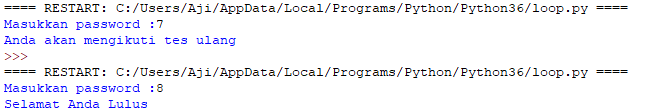 ==== RESTART: C:/Users/Aji/AppData/Local/Programs/Python/Python36/loop.py ====
Masukkan password :7
Anda akan mengikuti tes ulang
>>>
==== RESTART: C:/Users/Aji/AppData/Local/Programs/Python/Python36/loop.py ====
Masukkan password :8
Selamat Anda Lulus